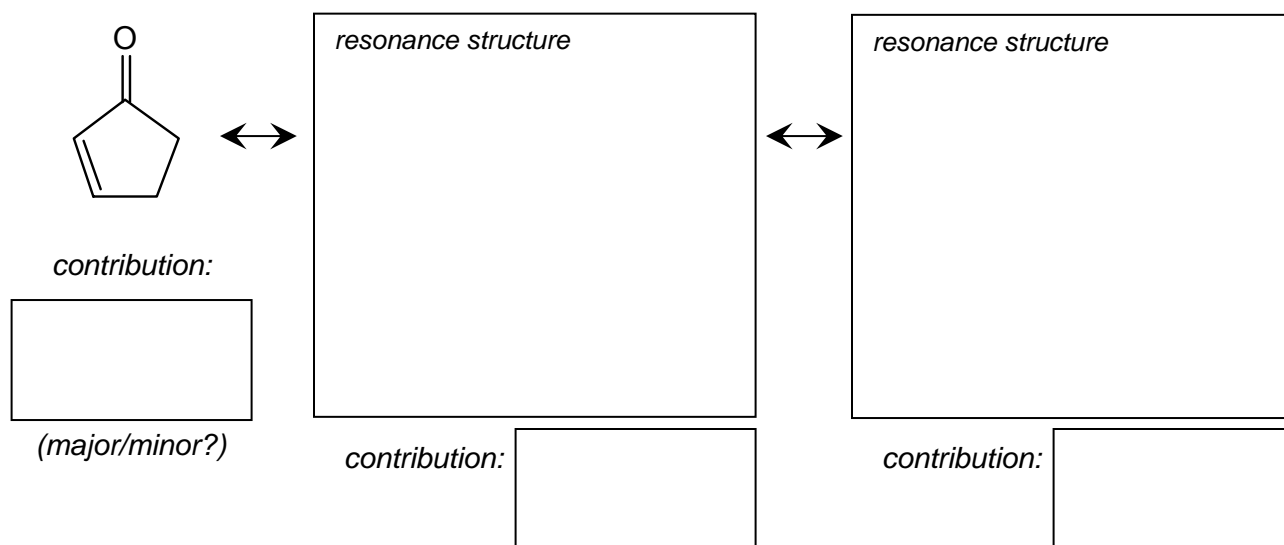 O
resonance structure
resonance structure
contribution:
(major/minor?)
contribution:
contribution: